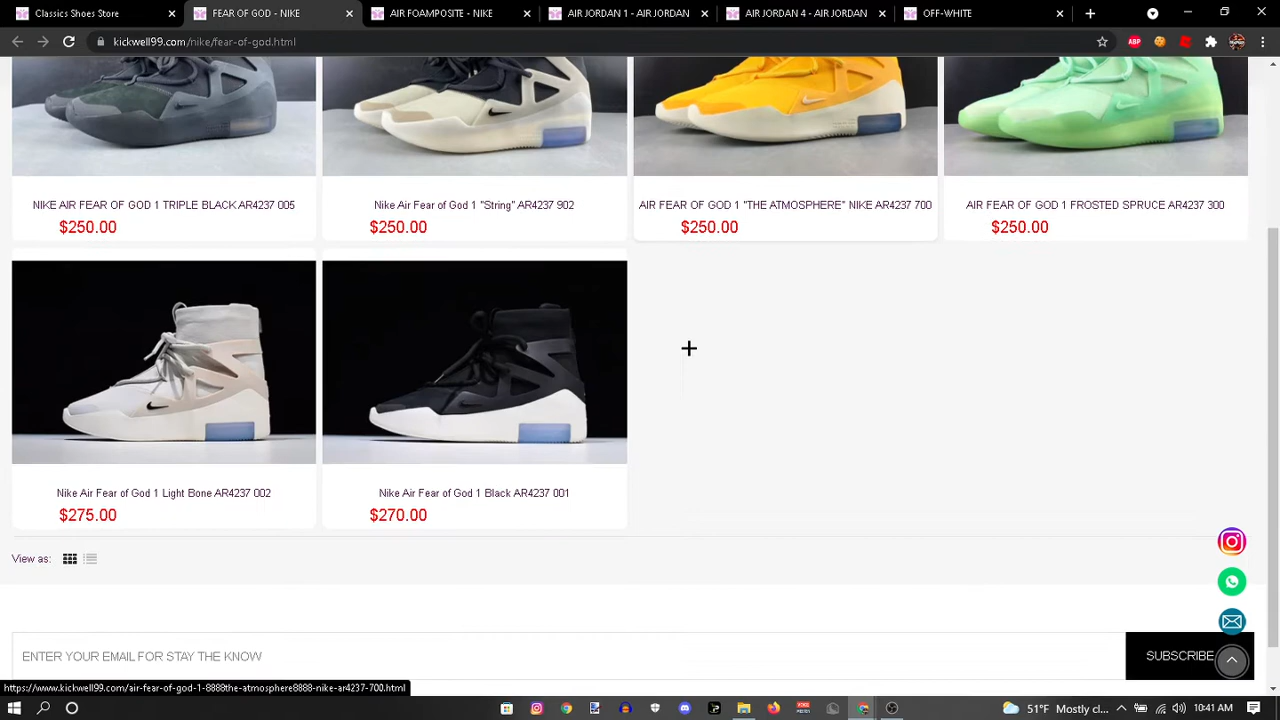 Classics Shoes Store
FEAR OF GOD - NIKE
AIR FOAMPOSITE - NIKE
AIR JORDAN 1 - AIR JORDAN
AIR JORDAN 4 - AIR JORDAN
OFF-WHITE
kickwell99.com/nike/fear-of-god.html
ABP
NIKE AIR FEAR OF GOD 1 TRIPLE BLACK AR4237 005
$250.00
Nike Air Fear of God 1 "String" AR4237 902
$250.00
AIR FEAR OF GOD 1 "THE ATMOSPHERE" NIKE AR4237 700
$250.00
AIR FEAR OF GOD 1 FROSTED SPRUCE AR4237 300
$250.00
Nike Air Fear of God 1 Light Bone AR4237 002
$275.00
Nike Air Fear of God 1 Black AR4237 001
$270.00
View as:
ENTER YOUR EMAIL FOR STAY THE KNOW
SUBSCRIBE
https://www.kickwell99.com/air-fear-of-god-1-8888the-atmosphere8888-nike-ar4237-700.html
51°F Mostly cl...
10:41 AM